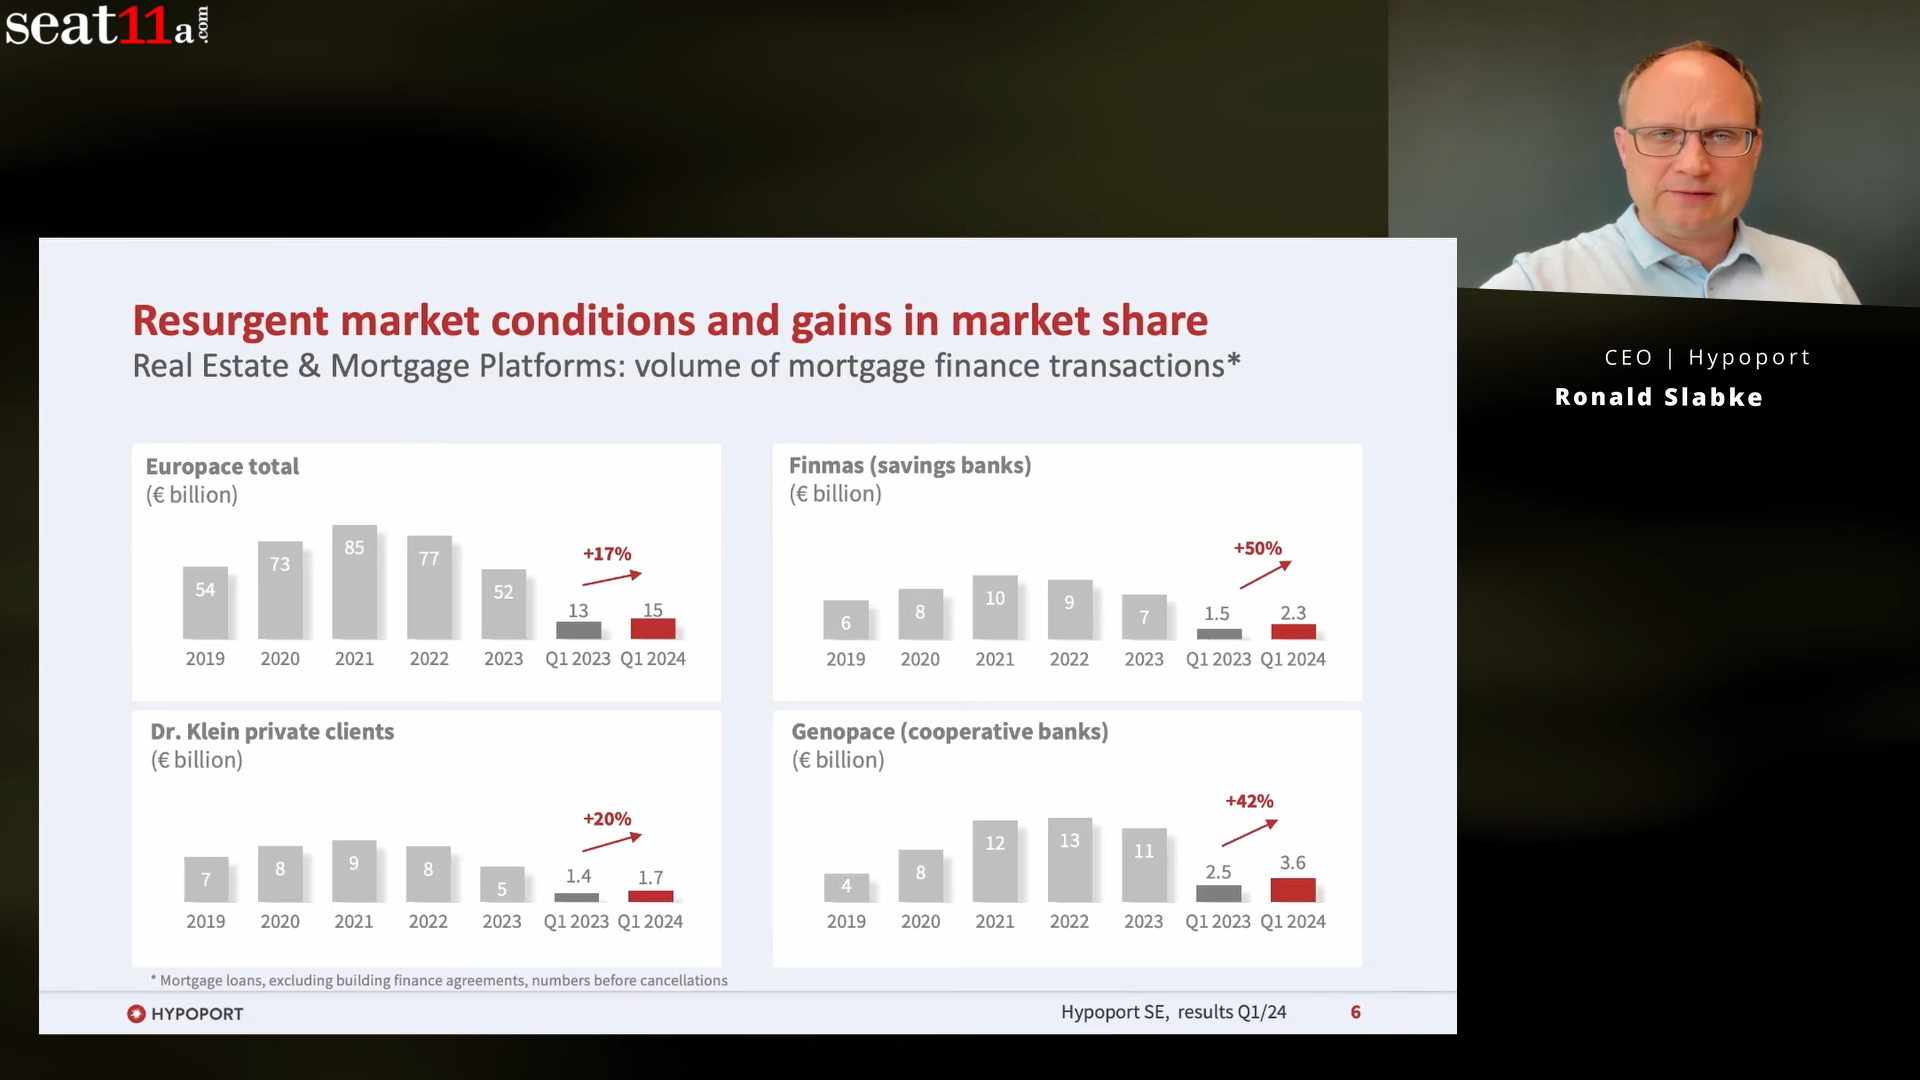 seat11a.com
CEO | Hypoport
Ronald Slabke
Resurgent market conditions and gains in market share
Real Estate & Mortgage Platforms: volume of mortgage finance transactions*
Europace total
(€ billion)
54
73
85
77
52
13
15
+17%
2019
2020
2021
2022
2023
Q1 2023
Q1 2024
Finmas (savings banks)
(€ billion)
6
8
10
9
7
1.5
2.3
+50%
2019
2020
2021
2022
2023
Q1 2023
Q1 2024
Dr. Klein private clients
(€ billion)
7
8
9
8
5
1.4
1.7
+20%
2019
2020
2021
2022
2023
Q1 2023
Q1 2024
Genopace (cooperative banks)
(€ billion)
4
8
12
13
11
2.5
3.6
+42%
2019
2020
2021
2022
2023
Q1 2023
Q1 2024
* Mortgage loans, excluding building finance agreements, numbers before cancellations
HYPOPORT
Hypoport SE, results Q1/24
6